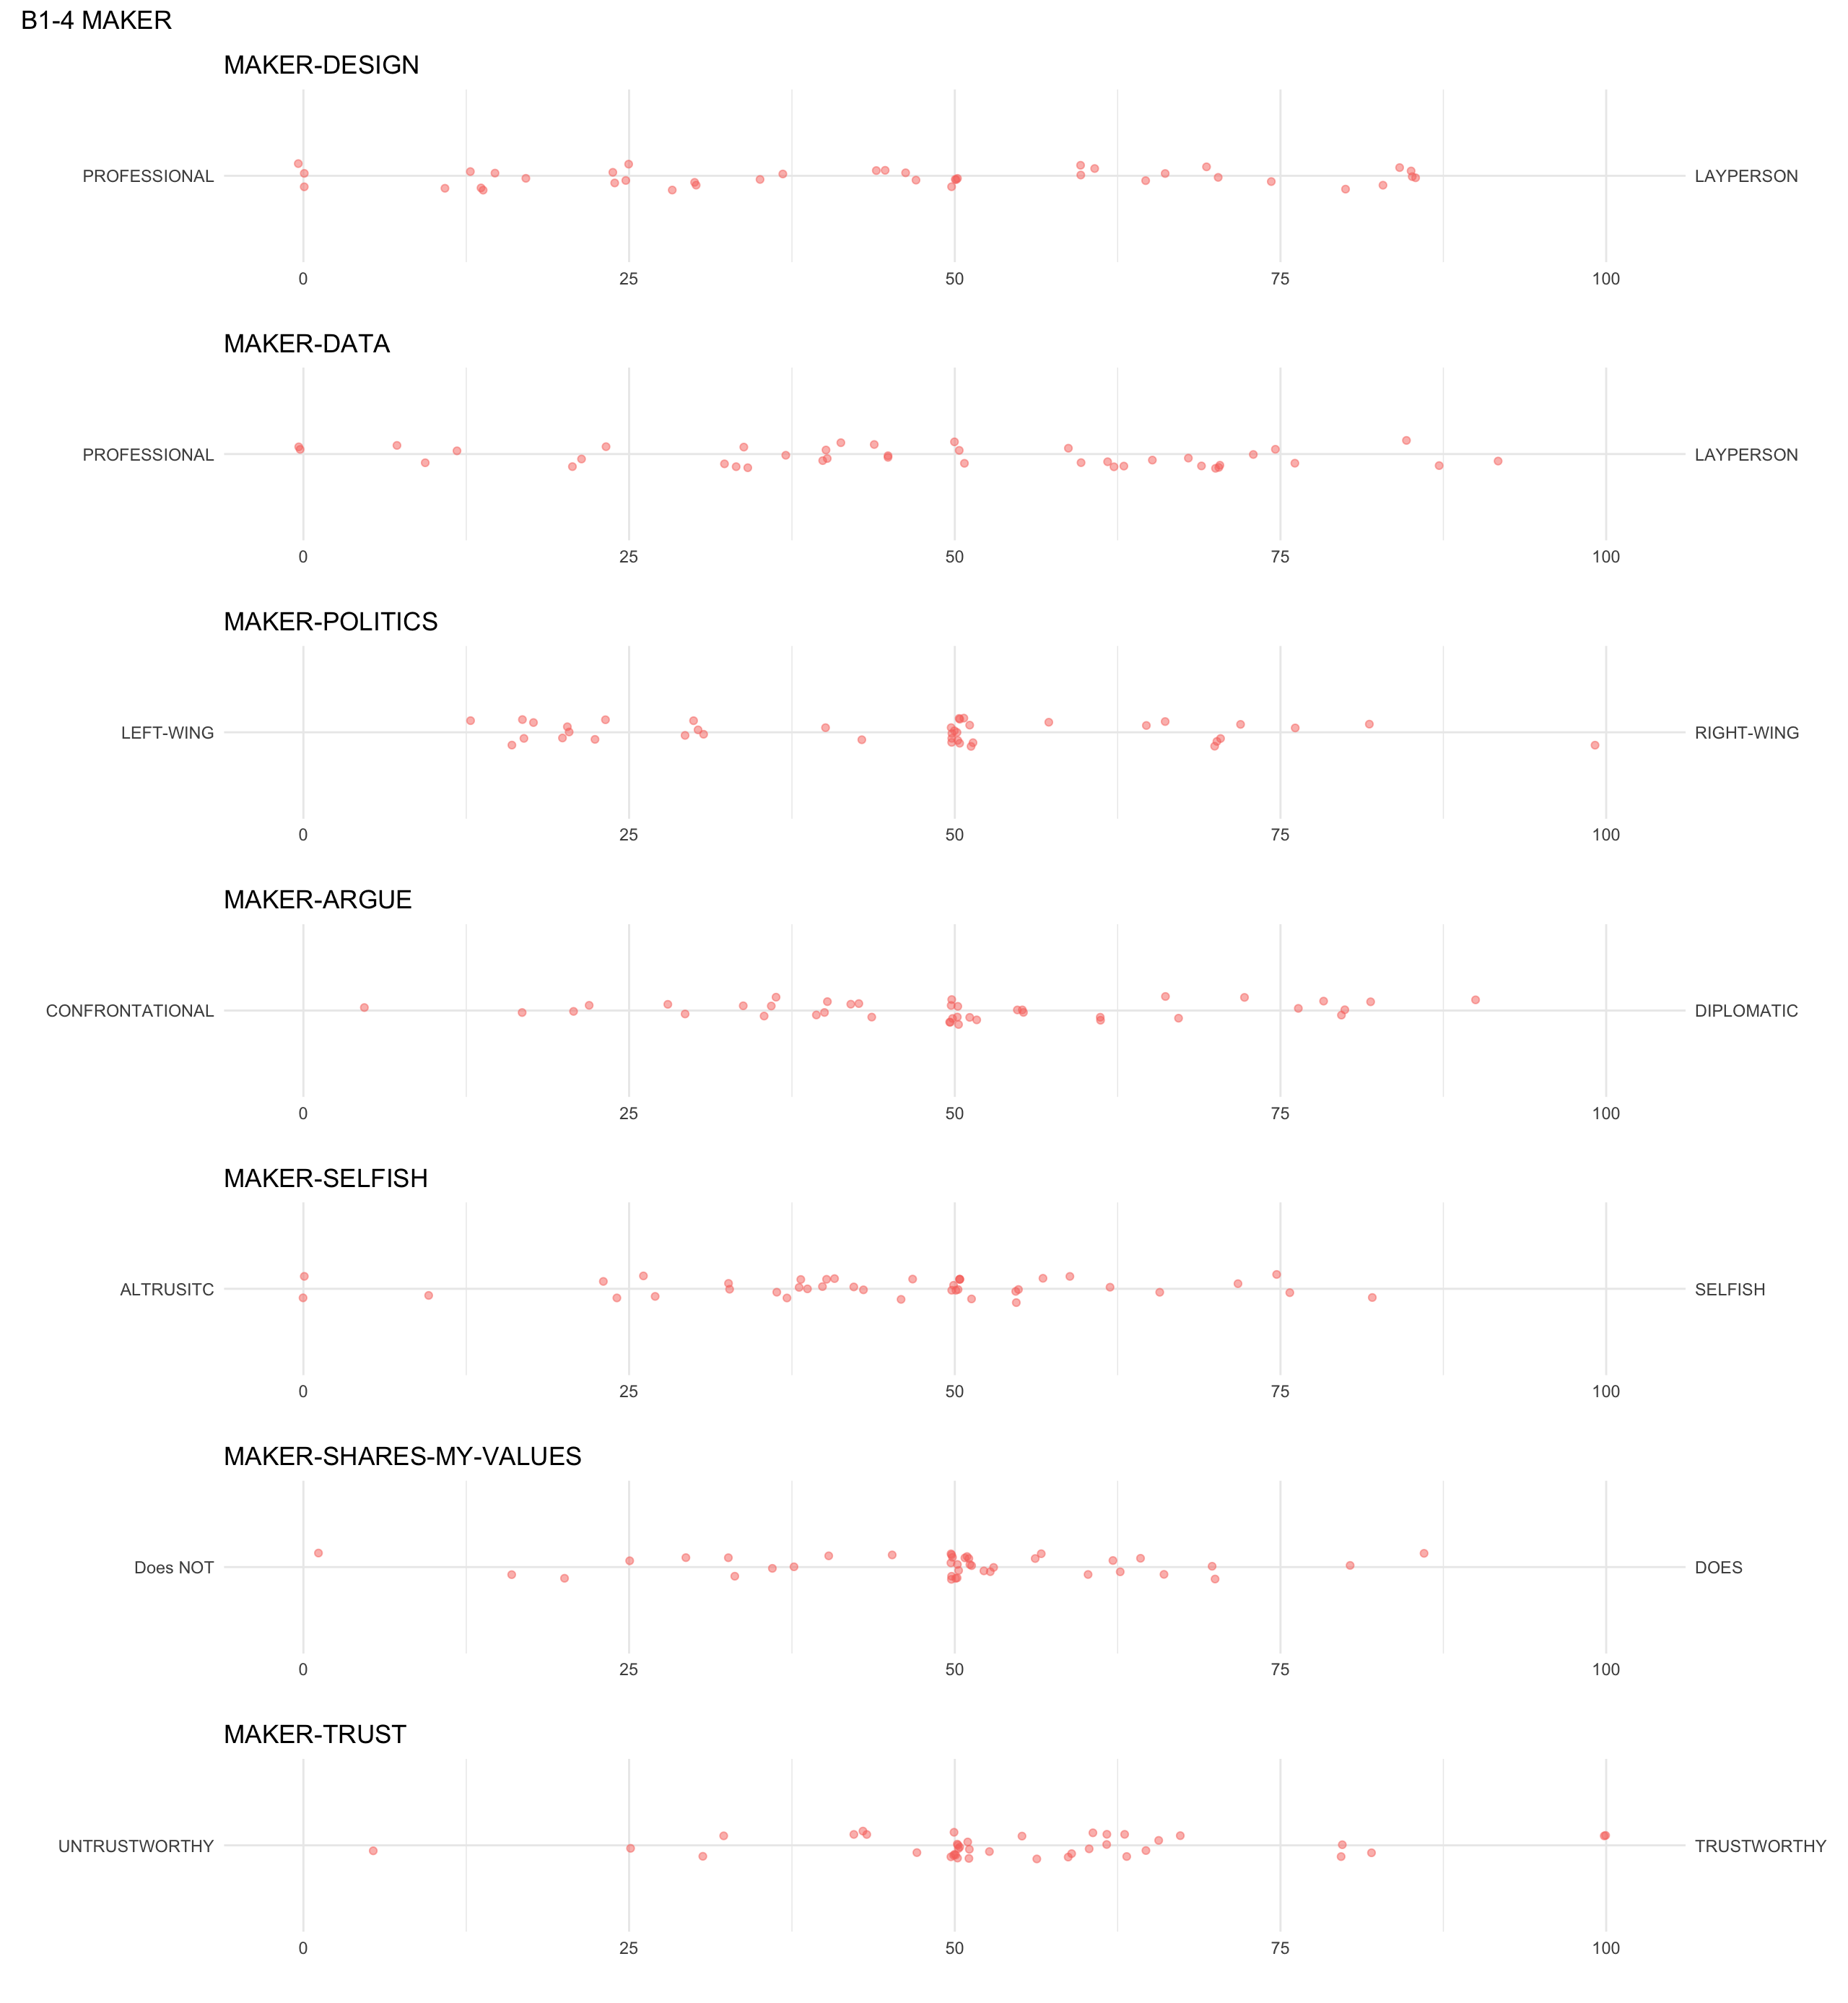 B1-4 MAKER
MAKER-DESIGN
PROFESSIONAL LAYPERSON
0 25 50 75 100
MAKER-DATA
PROFESSIONAL LAYPERSON
0 25 50 75 100
MAKER-POLITICS
LEFT-WING RIGHT-WING
0 25 50 75 100
MAKER-ARGUE
CONFRONTATIONAL DIPLOMATIC
0 25 50 75 100
MAKER-SELFISH
ALTRUSITC SELFISH
0 25 50 75 100
MAKER-SHARES-MY-VALUES
Does NOT DOES
0 25 50 75 100
MAKER-TRUST
UNTRUSTWORTHY TRUSTWORTHY
0 25 50 75 100